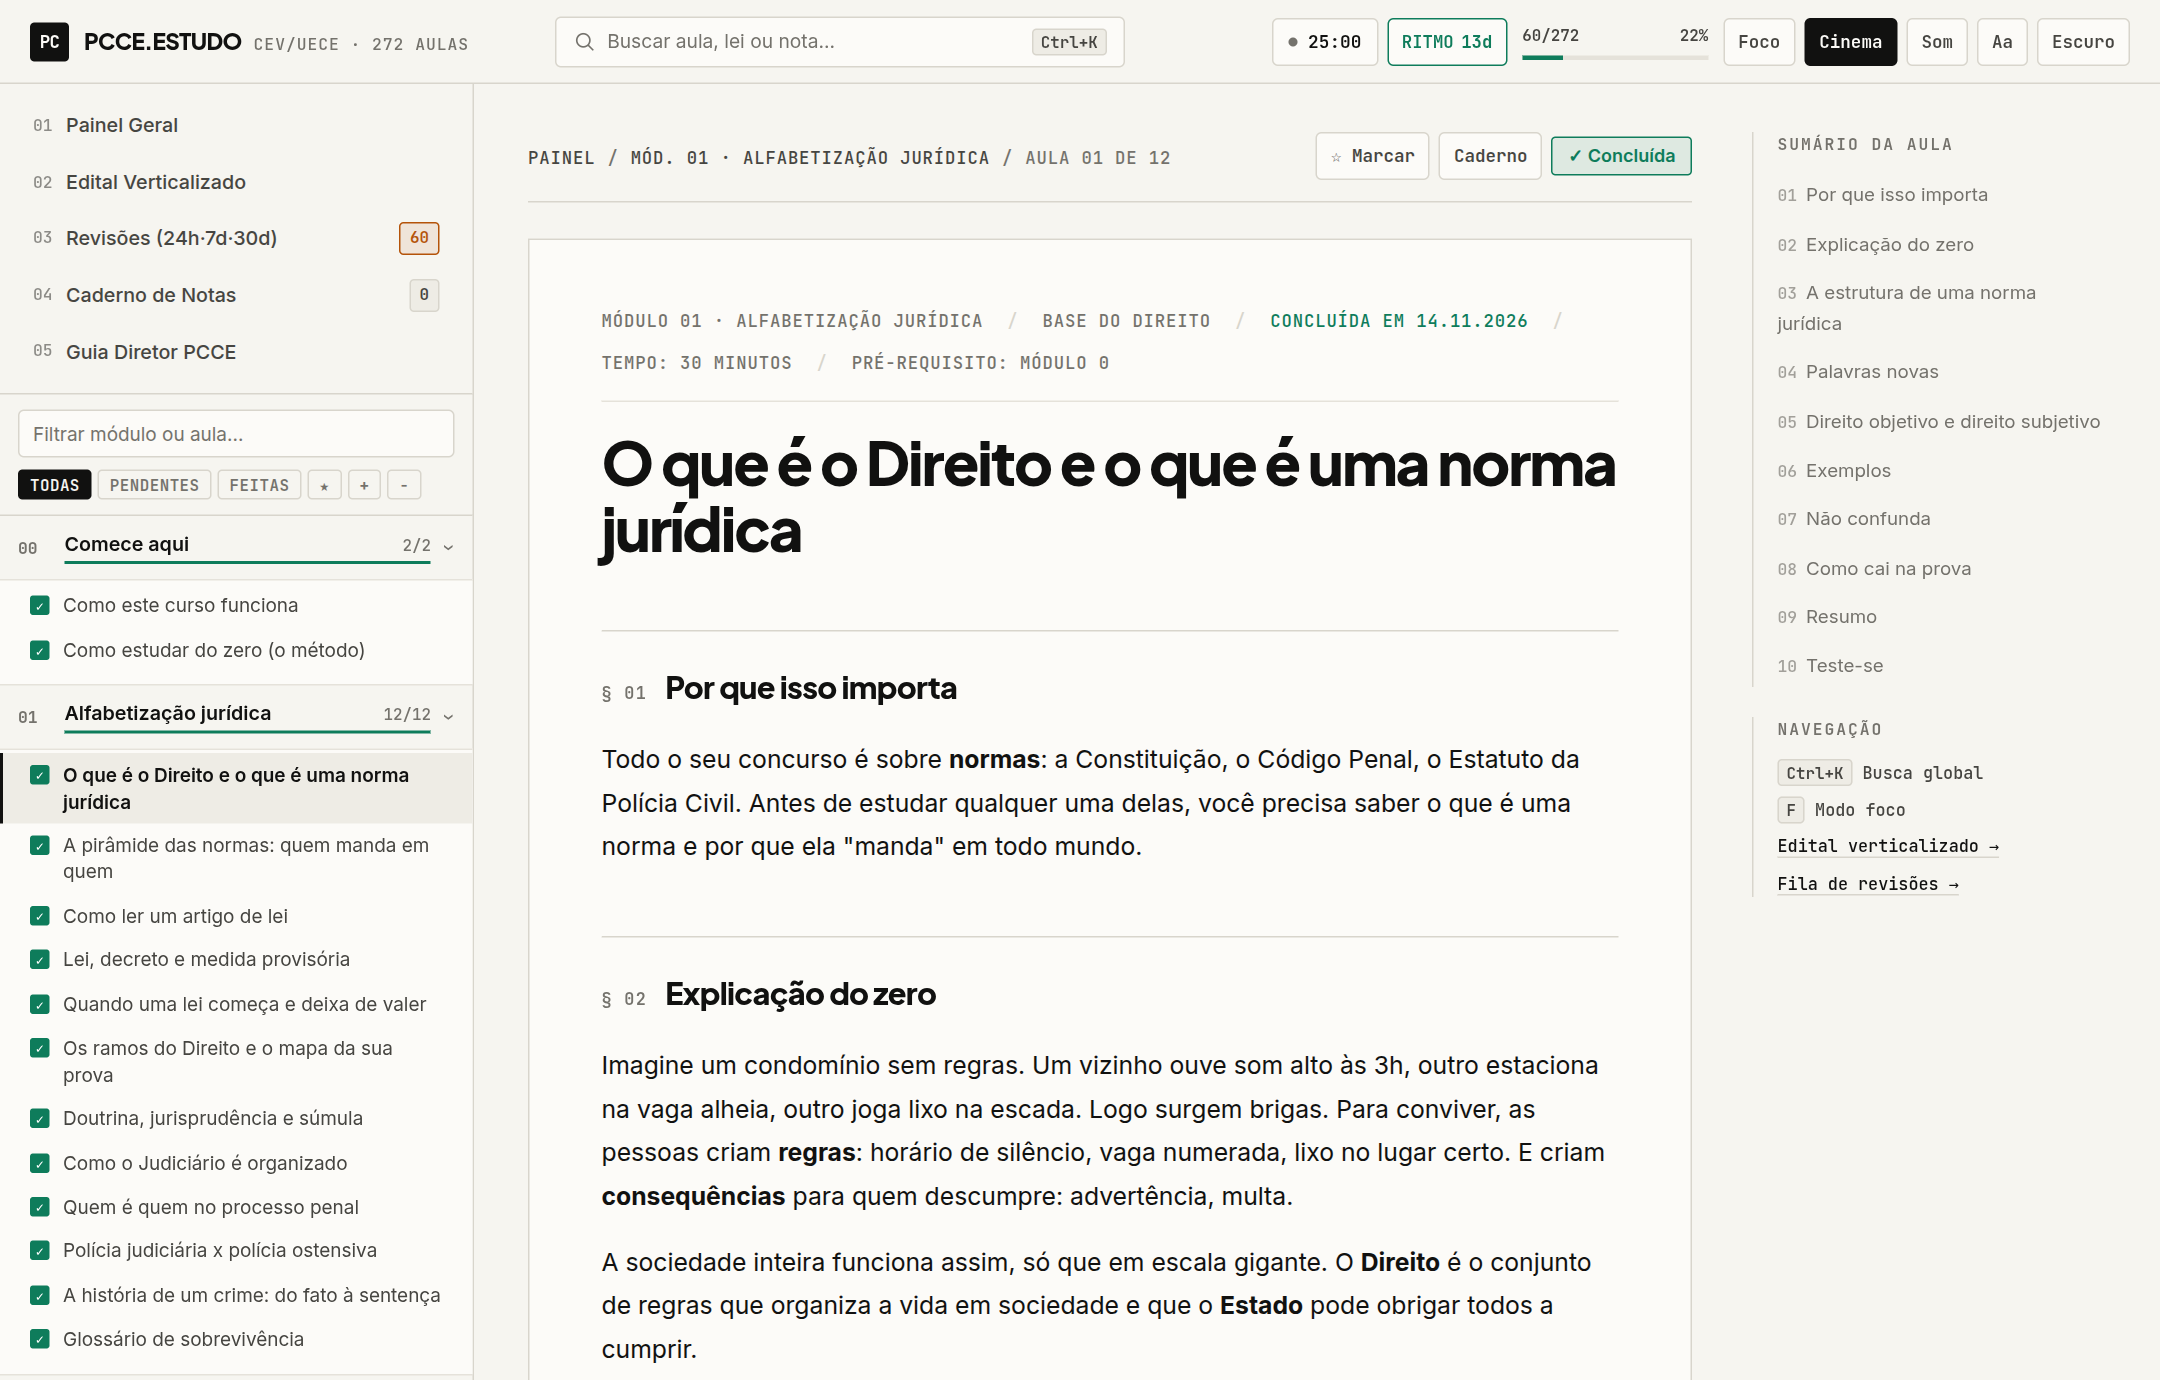 PC PCCE.ESTUDO CEV/UECE · 272 AULAS
Buscar aula, lei ou nota... Ctrl+K
● 25:00 RITMO 13d 60/272 22% Foco Cinema Som Aa Escuro
01 Painel Geral
02 Edital Verticalizado
03 Revisões (24h·7d·30d) 60
04 Caderno de Notas 0
05 Guia Diretor PCCE
Filtrar módulo ou aula...
TODAS PENDENTES FEITAS ★ + -
00 Comece aqui 2/2
✓ Como este curso funciona
✓ Como estudar do zero (o método)
01 Alfabetização jurídica 12/12
✓ O que é o Direito e o que é uma norma
jurídica
✓ A pirâmide das normas: quem manda em
quem
✓ Como ler um artigo de lei
✓ Lei, decreto e medida provisória
✓ Quando uma lei começa e deixa de valer
✓ Os ramos do Direito e o mapa da sua
prova
✓ Doutrina, jurisprudência e súmula
✓ Como o Judiciário é organizado
✓ Quem é quem no processo penal
✓ Polícia judiciária x polícia ostensiva
✓ A história de um crime: do fato à sentença
✓ Glossário de sobrevivência
PAINEL / MÓD. 01 · ALFABETIZAÇÃO JURÍDICA / AULA 01 DE 12
☆ Marcar Caderno ✓ Concluída
MÓDULO 01 · ALFABETIZAÇÃO JURÍDICA / BASE DO DIREITO / CONCLUÍDA EM 14.11.2026 /
TEMPO: 30 MINUTOS / PRÉ-REQUISITO: MÓDULO 0
O que é o Direito e o que é uma norma
jurídica
§ 01 Por que isso importa
Todo o seu concurso é sobre normas: a Constituição, o Código Penal, o Estatuto da
Polícia Civil. Antes de estudar qualquer uma delas, você precisa saber o que é uma
norma e por que ela "manda" em todo mundo.
§ 02 Explicação do zero
Imagine um condomínio sem regras. Um vizinho ouve som alto às 3h, outro estaciona
na vaga alheia, outro joga lixo na escada. Logo surgem brigas. Para conviver, as
pessoas criam regras: horário de silêncio, vaga numerada, lixo no lugar certo. E criam
consequências para quem descumpre: advertência, multa.
A sociedade inteira funciona assim, só que em escala gigante. O Direito é o conjunto
de regras que organiza a vida em sociedade e que o Estado pode obrigar todos a
cumprir.
SUMÁRIO DA AULA
01 Por que isso importa
02 Explicação do zero
03 A estrutura de uma norma
jurídica
04 Palavras novas
05 Direito objetivo e direito subjetivo
06 Exemplos
07 Não confunda
08 Como cai na prova
09 Resumo
10 Teste-se
NAVEGAÇÃO
Ctrl+K Busca global
F Modo foco
Edital verticalizado →
Fila de revisões →